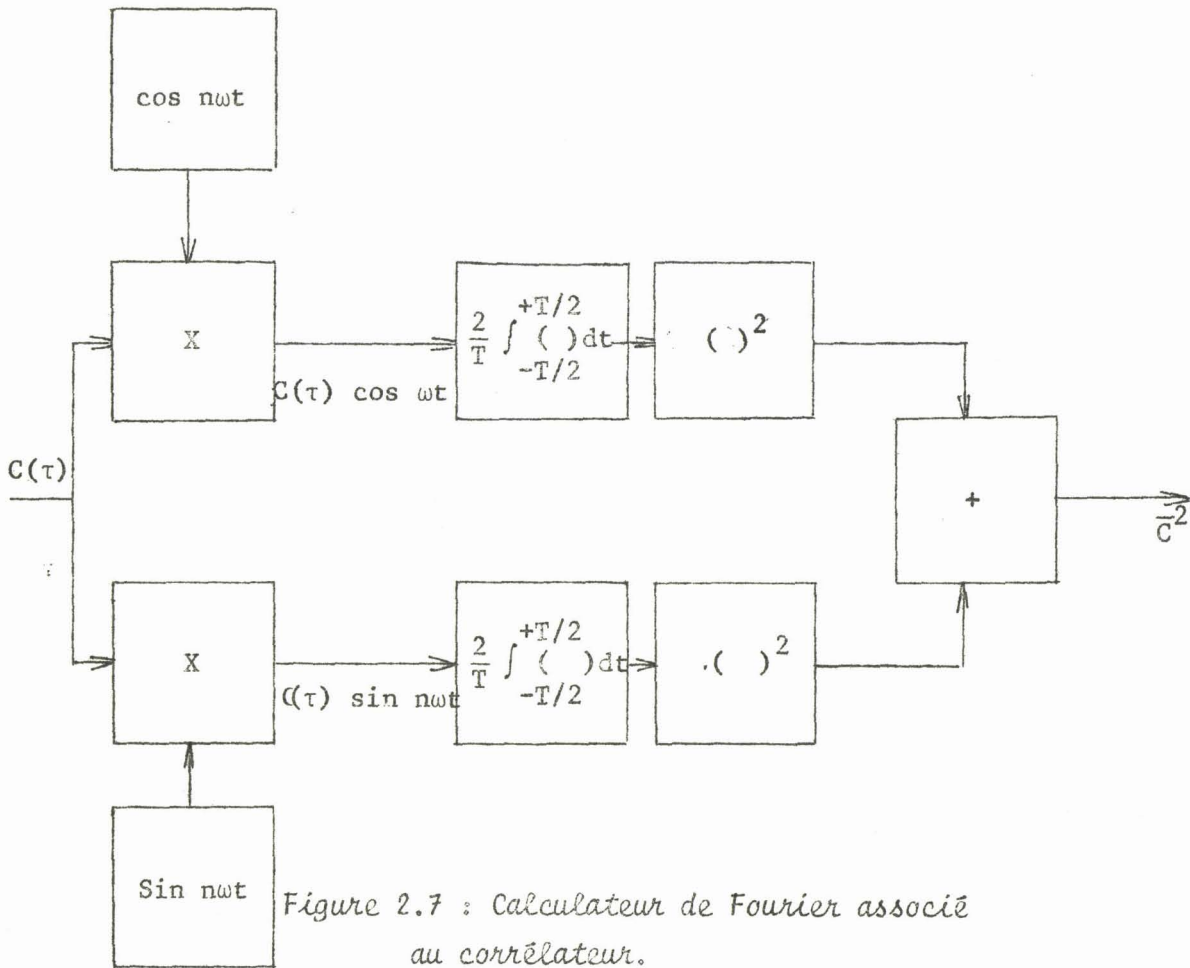 cos nωt
X
+T/2
2/T ∫ ( )dt
-T/2
( )²
C(τ) cos ωt
C(τ)
+
C̄²
X
+T/2
2/T ∫ ( )dt
-T/2
.( )²
C(τ) sin nωt
Sin nωt
Figure 2.7 : Calculateur de Fourier associé
au corrélateur.